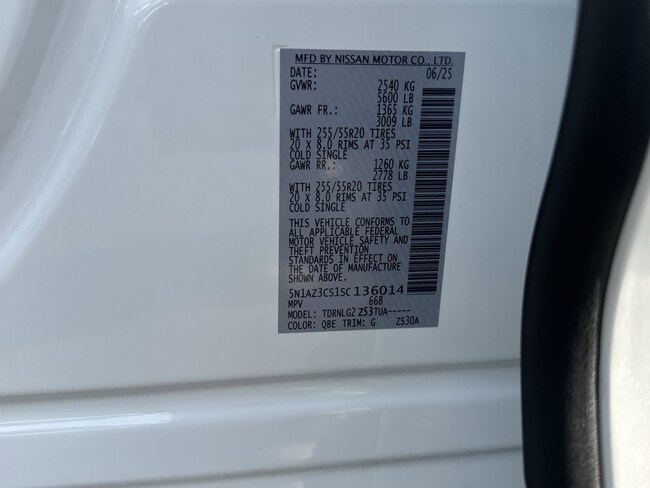 MFD BY NISSAN MOTOR CO., LTD.
DATE: 06/25
GVWR: 2540 KG
5600 LB
GAWR FR.: 1365 KG
3009 LB
WITH 255/55R20 TIRES
20 X 8.0 RIMS AT 35 PSI
COLD SINGLE
GAWR RR.: 1260 KG
2778 LB
WITH 255/55R20 TIRES
20 X 8.0 RIMS AT 35 PSI
COLD SINGLE
THIS VEHICLE CONFORMS TO
ALL APPLICABLE FEDERAL
MOTOR VEHICLE SAFETY AND
THEFT PREVENTION
STANDARDS IN EFFECT ON
THE DATE OF MANUFACTURE
SHOWN ABOVE.
5N1AZ3CS1SC136014
MPV 668
MODEL: TDRNLG2 ZS3TUA-----
COLOR: QBE TRIM: G ZS30A